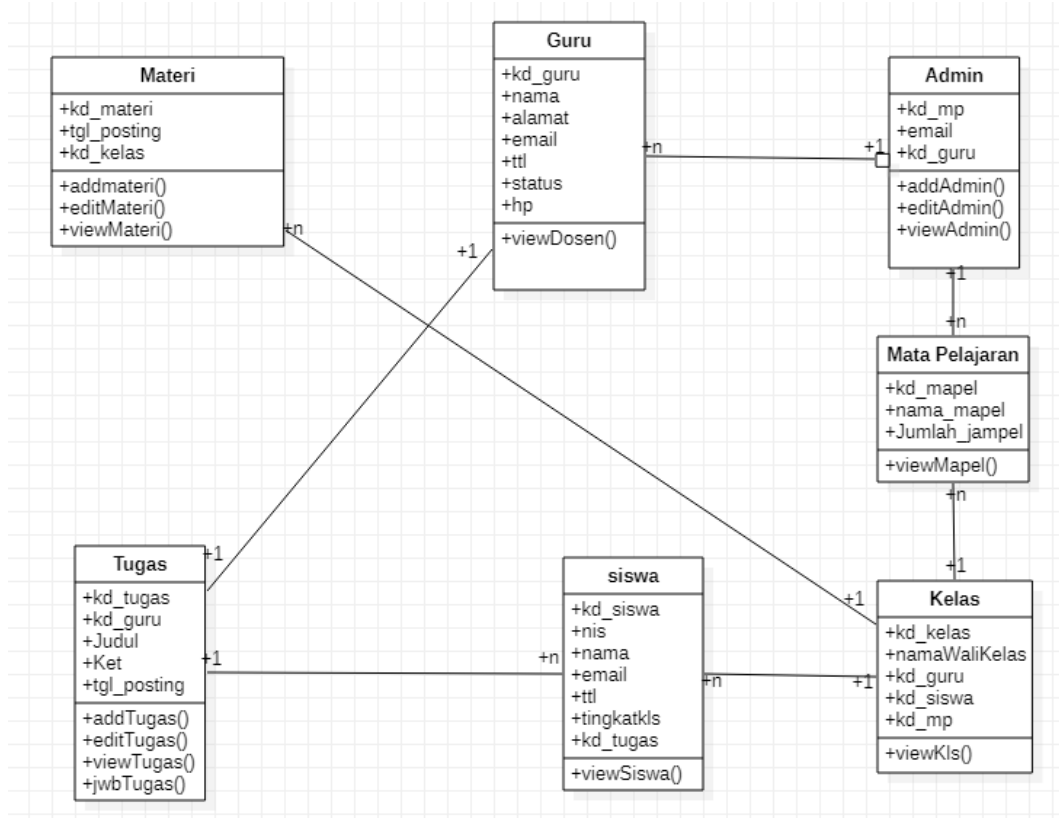 Materi
+kd_materi
+tgl_posting
+kd_kelas
+addmateri()
+editMateri()
+viewMateri()
+n
Guru
+kd_guru
+nama
+alamat
+email
+ttl
+status
+hp
+viewDosen()
+n
+1
+1
Admin
+kd_mp
+email
+kd_guru
+addAdmin()
+editAdmin()
+viewAdmin()
+1
+n
Mata Pelajaran
+kd_mapel
+nama_mapel
+Jumlah_jampel
+viewMapel()
+n
+1
+1
Tugas
+kd_tugas
+kd_guru
+Judul
+Ket
+tgl_posting
+addTugas()
+editTugas()
+viewTugas()
+jwbTugas()
+1
+1
+n
siswa
+kd_siswa
+nis
+nama
+email
+ttl
+tingkatkls
+kd_tugas
+viewSiswa()
+n
+1
Kelas
+kd_kelas
+namaWaliKelas
+kd_guru
+kd_siswa
+kd_mp
+viewKls()